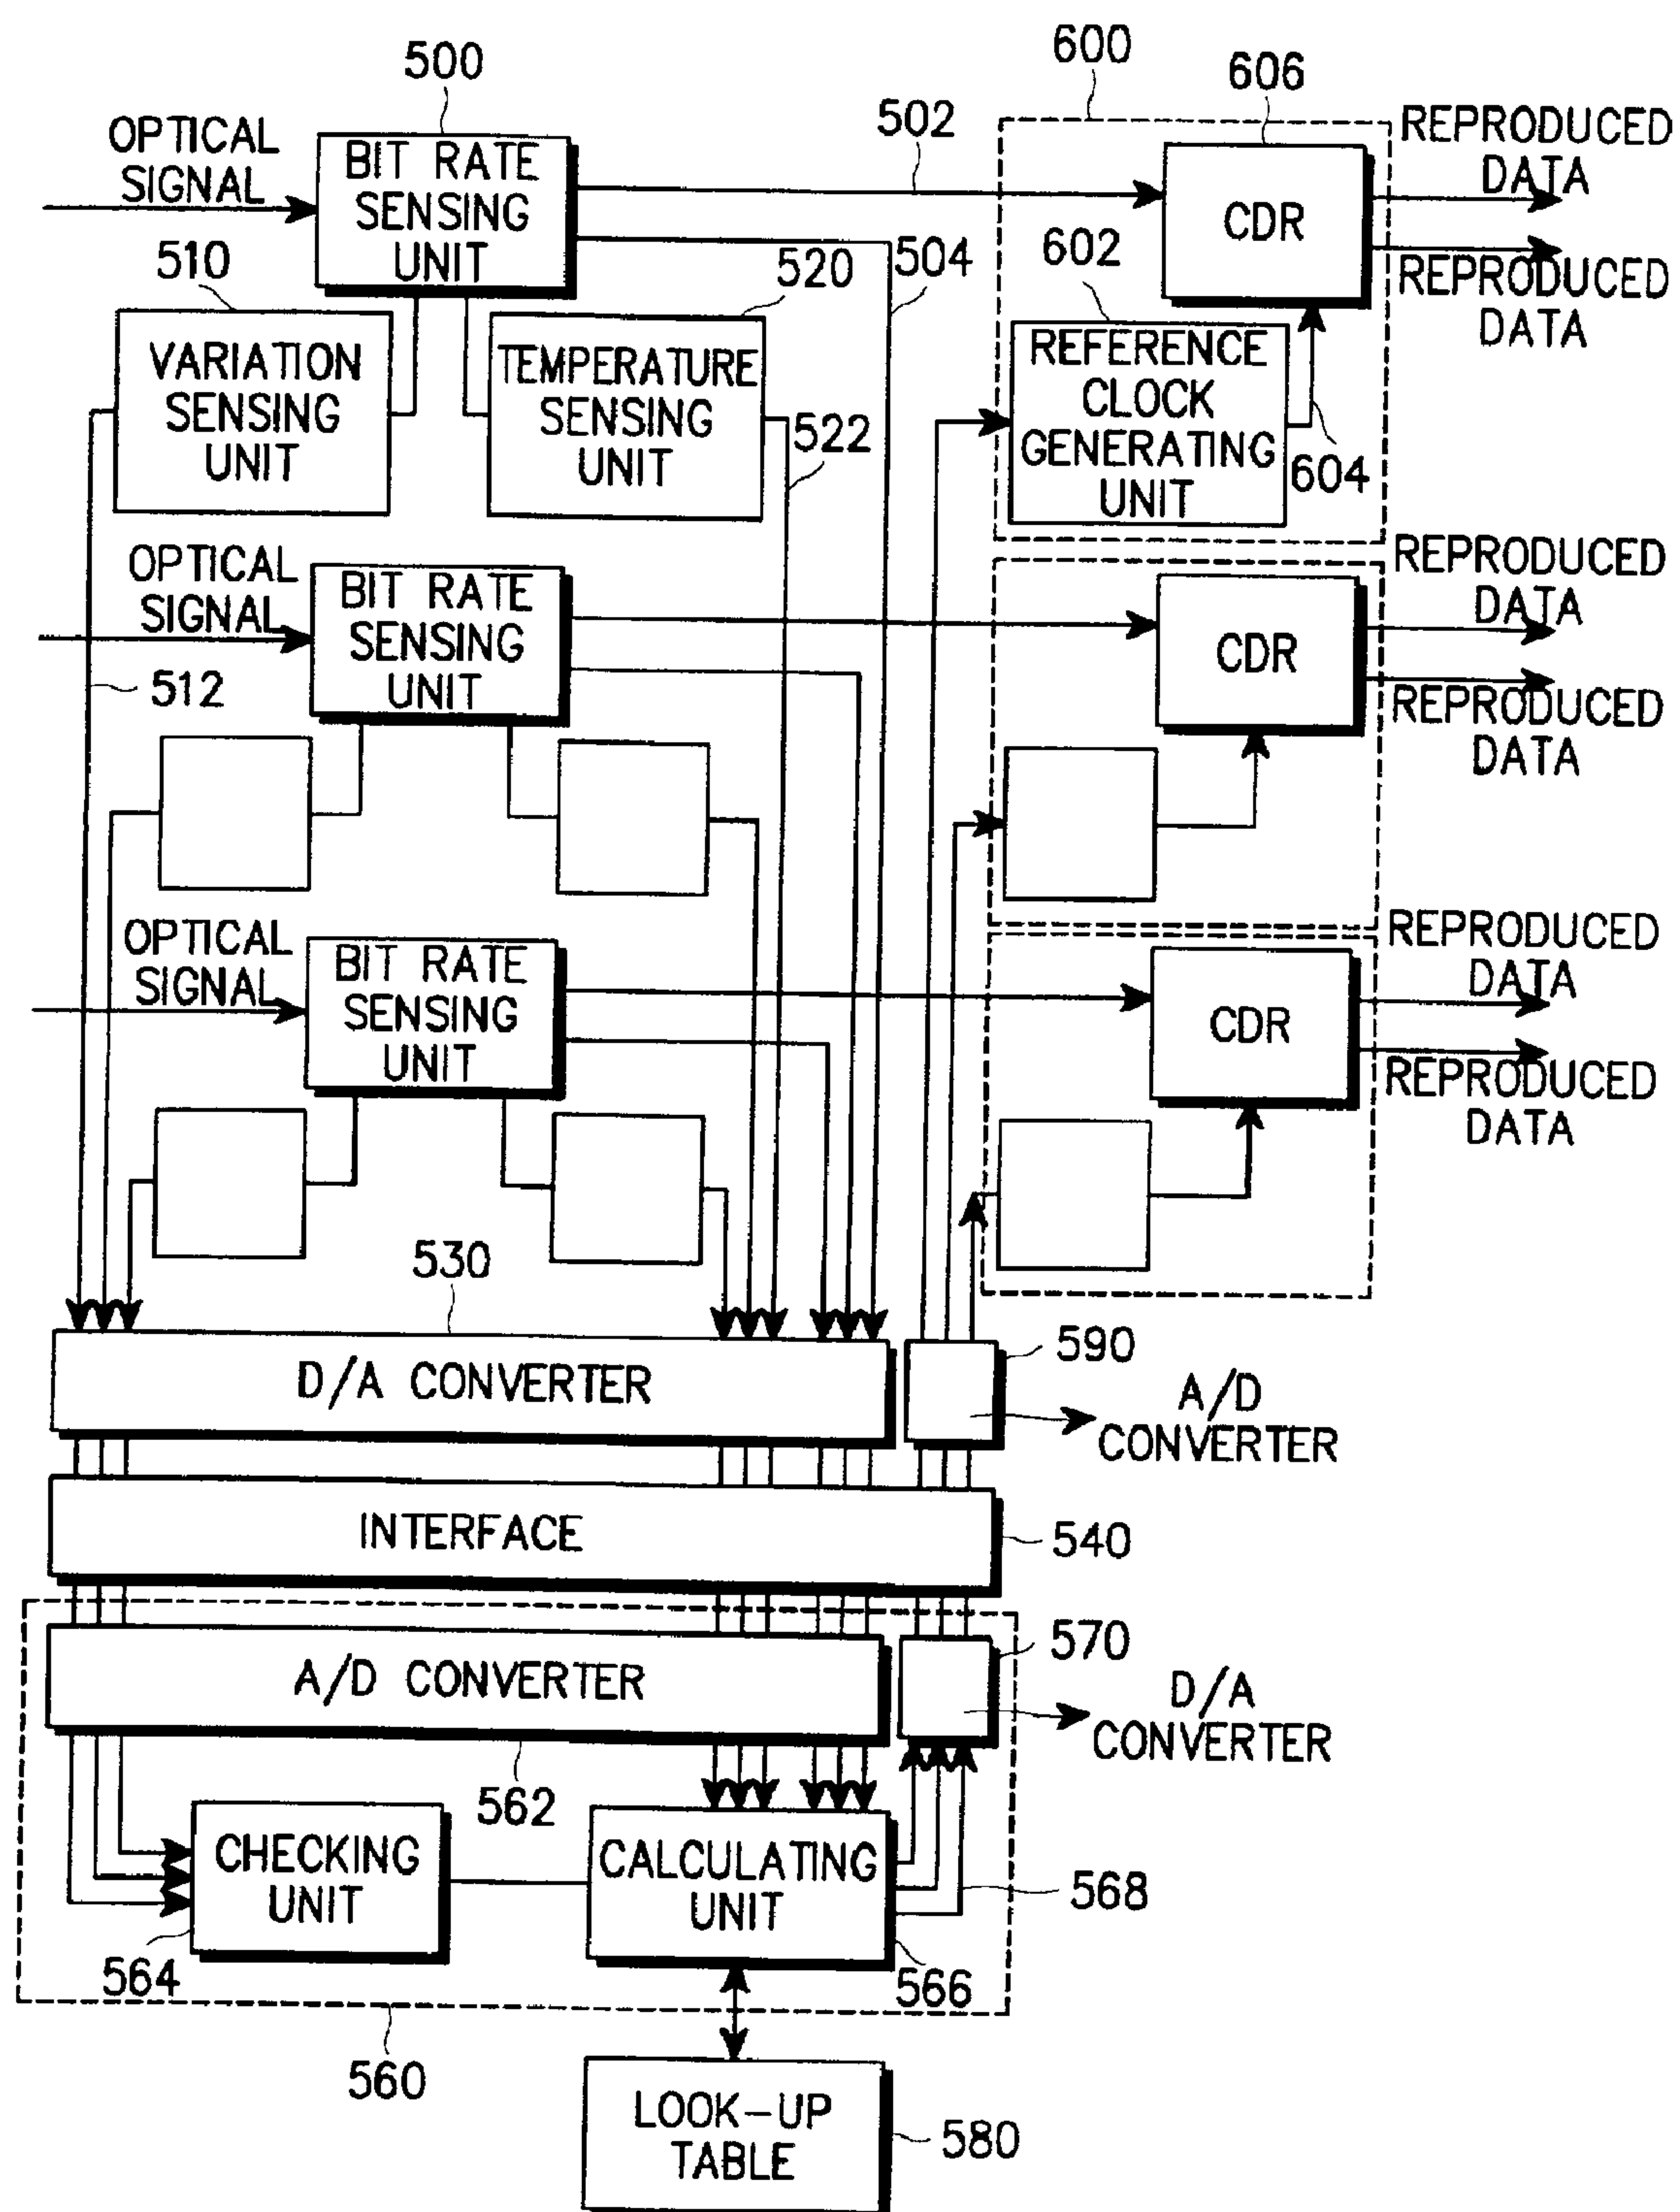 500
600
606
OPTICAL
SIGNAL
BIT RATE
SENSING
UNIT
502
CDR
REPRODUCED
DATA
REPRODUCED
DATA
510
520
504
602
VARIATION
SENSING
UNIT
TEMPERATURE
SENSING
UNIT
522
REFERENCE
CLOCK
GENERATING
UNIT
604
OPTICAL
SIGNAL
BIT RATE
SENSING
UNIT
512
CDR
REPRODUCED
DATA
REPRODUCED
DATA
OPTICAL
SIGNAL
BIT RATE
SENSING
UNIT
CDR
REPRODUCED
DATA
REPRODUCED
DATA
530
D/A CONVERTER
590
A/D
CONVERTER
INTERFACE
540
A/D CONVERTER
570
D/A
CONVERTER
562
CHECKING
UNIT
CALCULATING
UNIT
568
564
566
560
LOOK-UP
TABLE
580